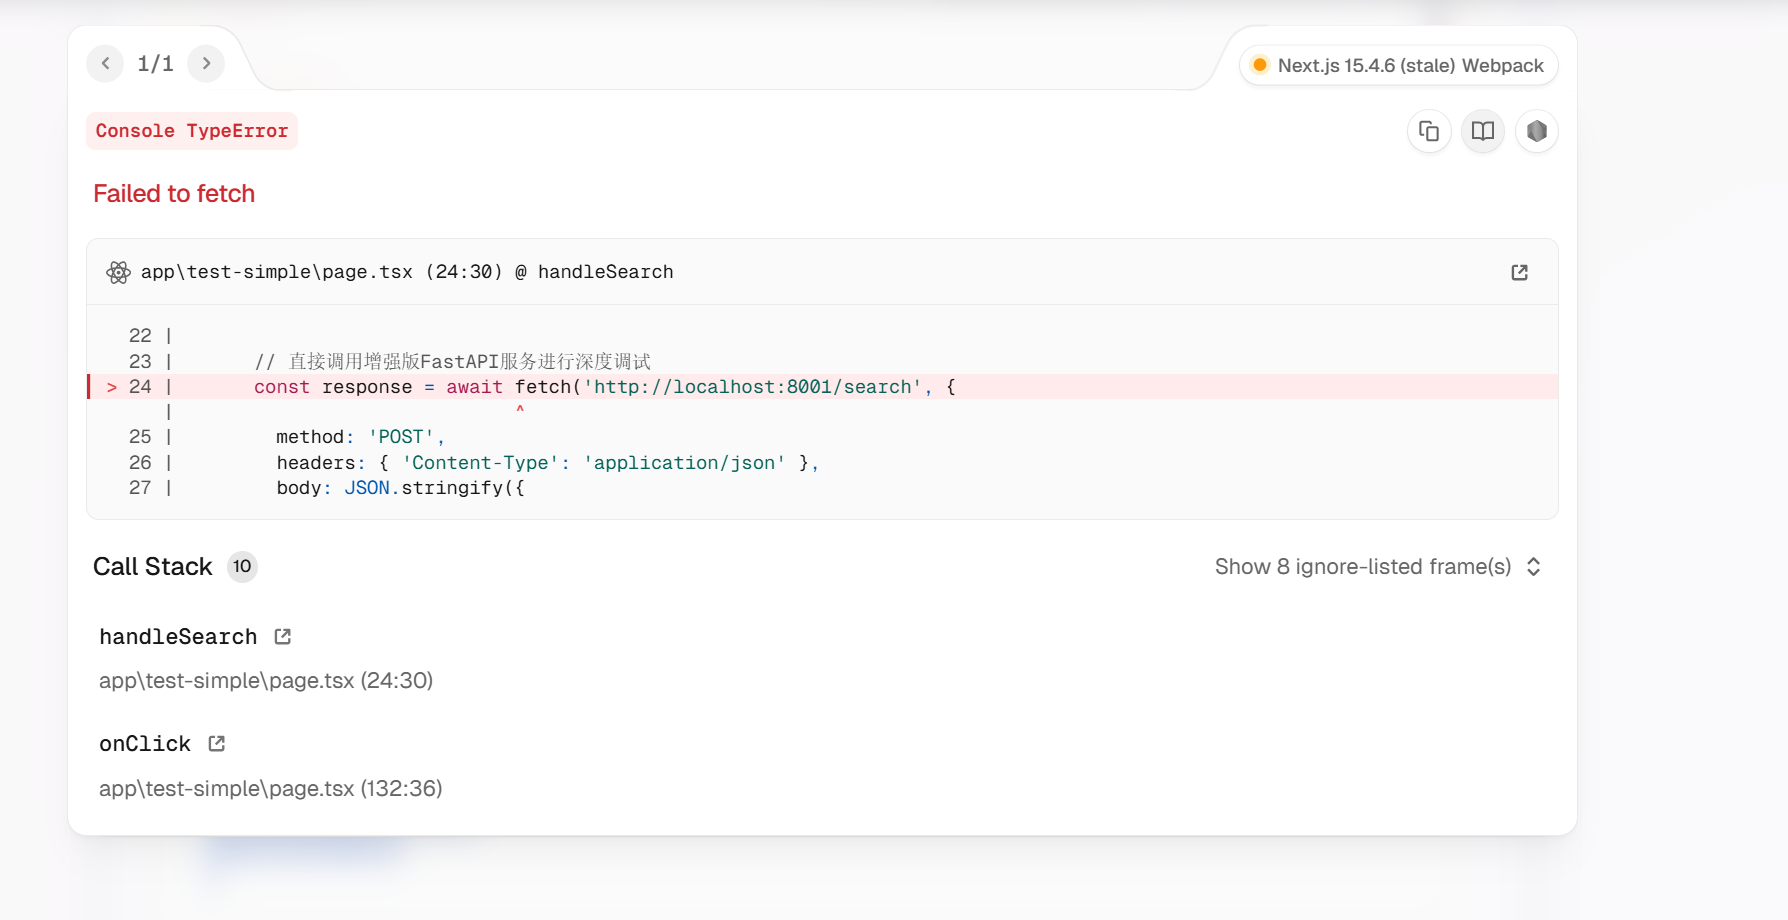 1/1
Next.js 15.4.6 (stale) Webpack
Console TypeError
Failed to fetch
app\test-simple\page.tsx (24:30) @ handleSearch
22 |
23 |       // 直接调用增强版FastAPI服务进行深度调试
> 24 |       const response = await fetch('http://localhost:8001/search', {
|                              ^
25 |         method: 'POST',
26 |         headers: { 'Content-Type': 'application/json' },
27 |         body: JSON.stringify({
Call Stack 10
Show 8 ignore-listed frame(s)
handleSearch
app\test-simple\page.tsx (24:30)
onClick
app\test-simple\page.tsx (132:36)